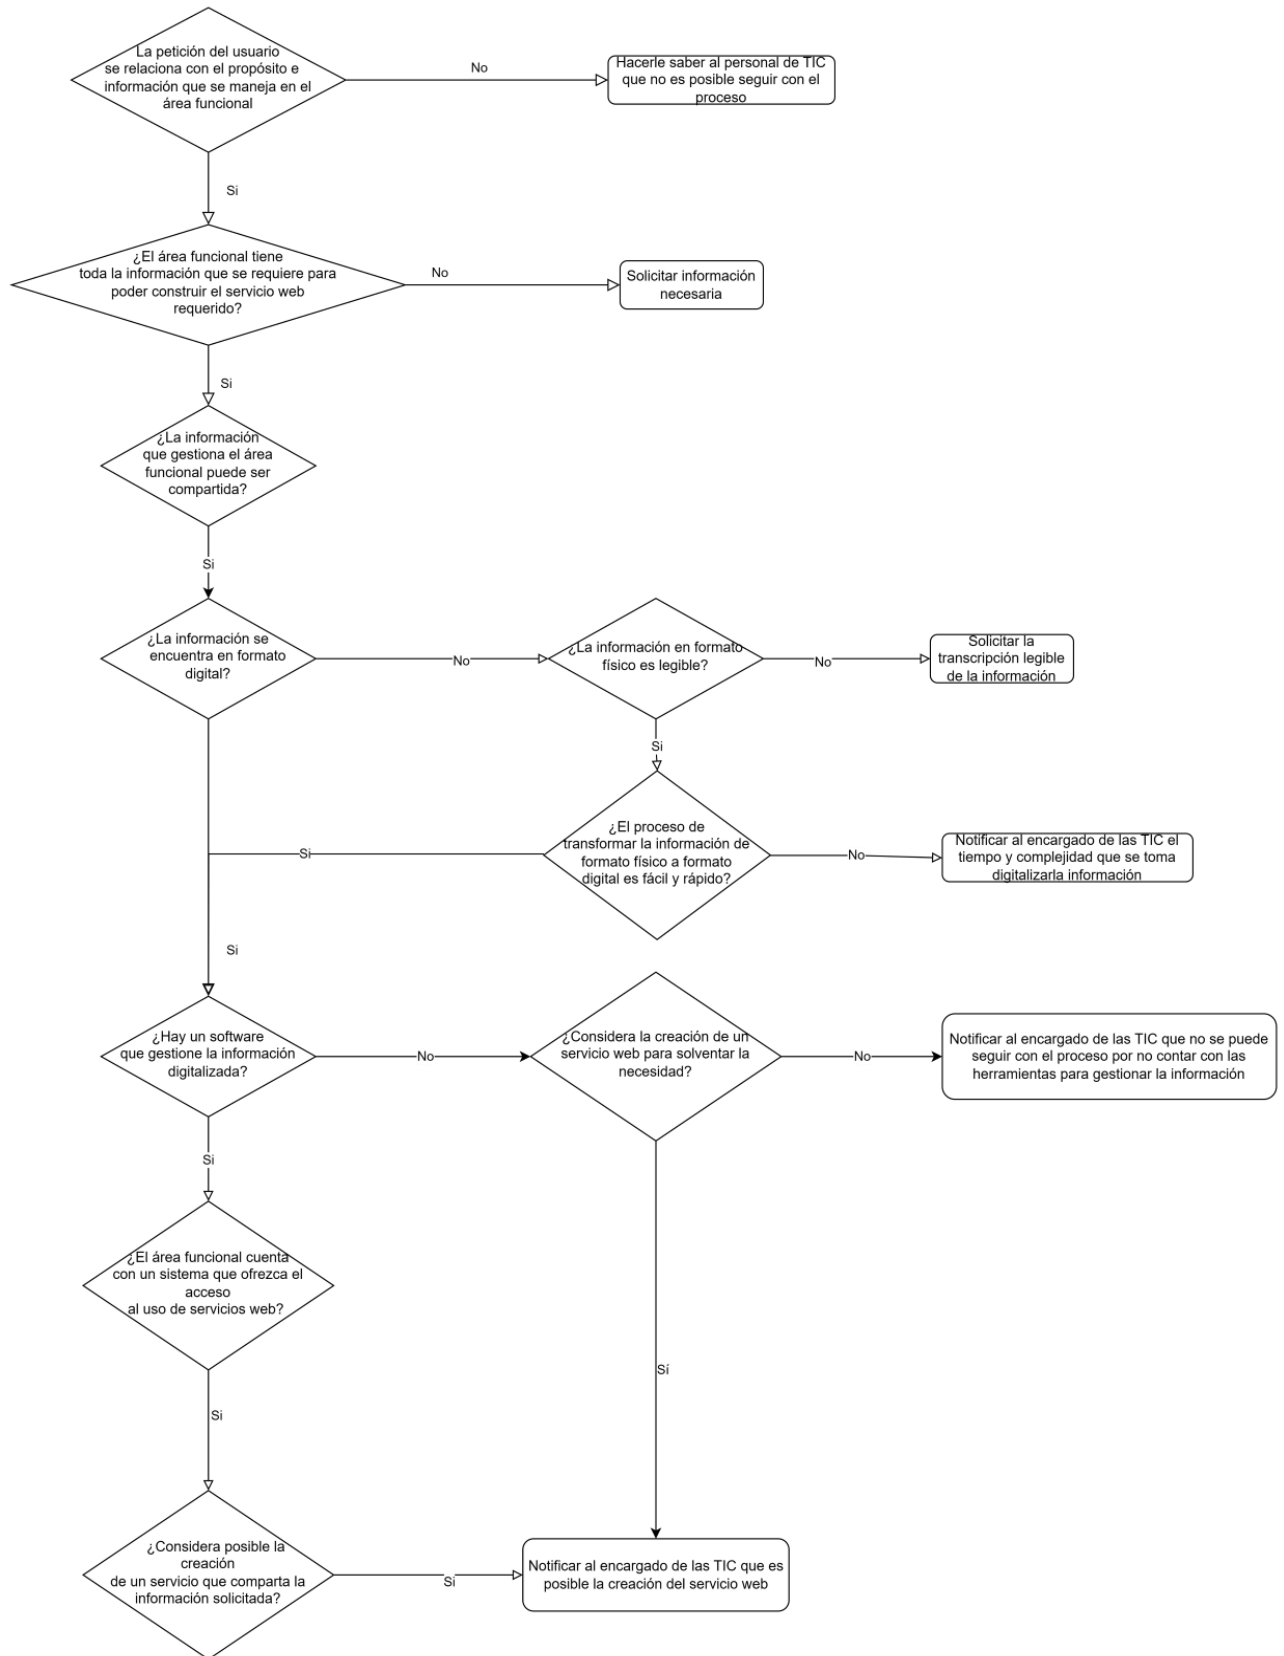 La petición del usuario
se relaciona con el propósito e
información que se maneja en el
área funcional
No
Hacerle saber al personal de TIC
que no es posible seguir con el
proceso
Si
¿El área funcional tiene
toda la información que se requiere para
poder construir el servicio web
requerido?
No
Solicitar información
necesaria
Si
¿La información
que gestiona el área
funcional puede ser
compartida?
Si
¿La información se
encuentra en formato
digital?
No
¿La información en formato
físico es legible?
No
Solicitar la
transcripción legible
de la información
Si
¿El proceso de
transformar la información de
formato físico a formato
digital es fácil y rápido?
Si
No
Notificar al encargado de las TIC el
tiempo y complejidad que se toma
digitalizarla información
Si
¿Hay un software
que gestione la información
digitalizada?
No
¿Considera la creación de un
servicio web para solventar la
necesidad?
No
Notificar al encargado de las TIC que no se puede
seguir con el proceso por no contar con las
herramientas para gestionar la información
Si
¿El área funcional cuenta
con un sistema que ofrezca el
acceso
al uso de servicios web?
Sí
Si
¿Considera posible la
creación
de un servicio que comparta la
información solicitada?
Si
Notificar al encargado de las TIC que es
posible la creación del servicio web